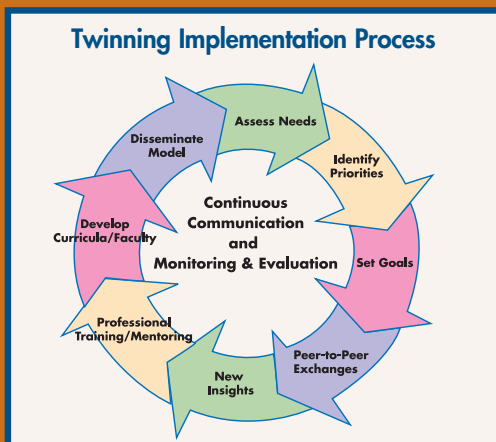 Twinning Implementation Process
Assess Needs
Identify
Priorities
Set Goals
Peer-to-Peer
Exchanges
New
Insights
Professional
Training/Mentoring
Develop
Curricula/Faculty
Disseminate
Model
Continuous
Communication
and
Monitoring & Evaluation